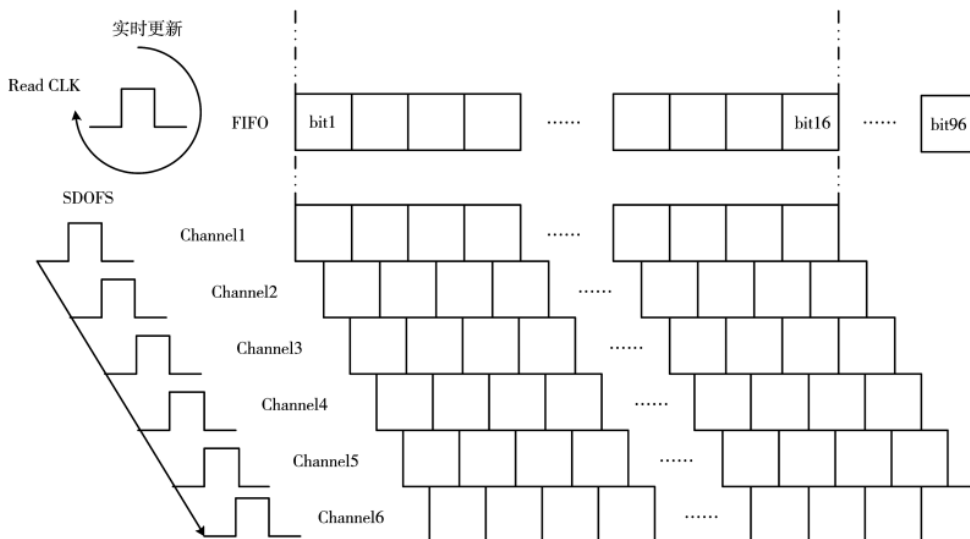 实时更新
Read CLK
FIFO
bit1
......
bit16
......
bit96
SDOFS
Channel1
......
Channel2
......
Channel3
......
Channel4
......
Channel5
......
Channel6
......